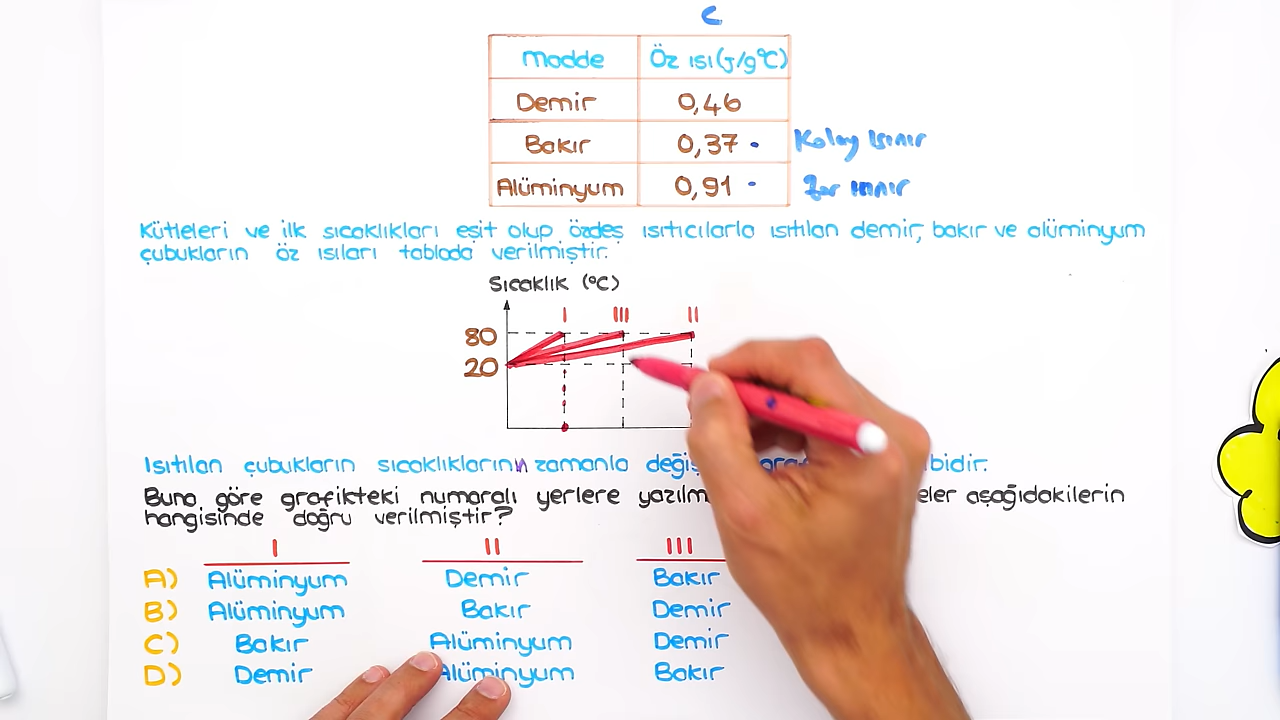 C
Madde Öz ısı (J/g°C)
Demir 0,46
Bakır 0,37 Kolay ısınır
Alüminyum 0,91 Zor ısınır
Kütleleri ve ilk sıcaklıkları eşit olup özdeş ısıtıcılarla ısıtılan demir, bakır ve alüminyum
çubukların öz ısıları tabloda verilmiştir.
Sıcaklık (°C)
I III II
80
20
Isıtılan çubukların sıcaklıklarının zamanla
Buna göre grafikteki numaralı yerlere aşağıdakilerin
hangisinde doğru verilmiştir?
I II III
A) Alüminyum Demir Bakır
B) Alüminyum Bakır Demir
C) Bakır Alüminyum Demir
D) Demir Alüminyum Bakır